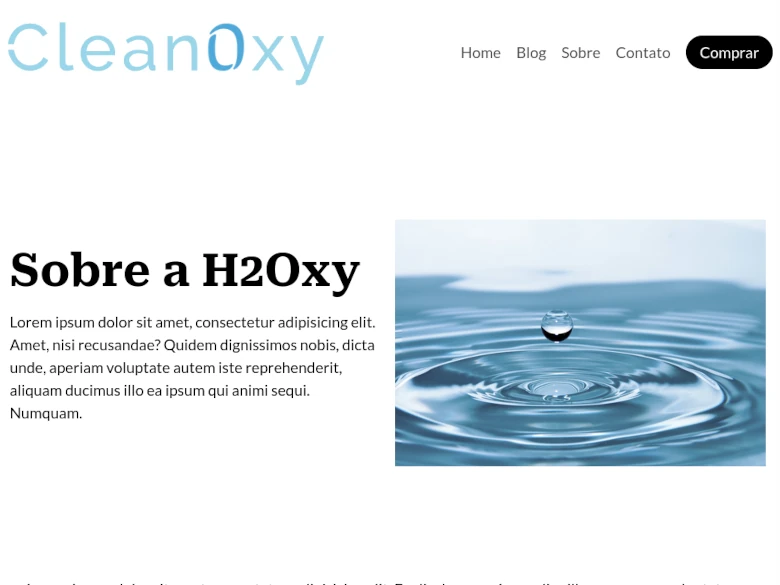 CleanOxy
Home Blog Sobre Contato Comprar
Sobre a H2Oxy
Lorem ipsum dolor sit amet, consectetur adipisicing elit.
Amet, nisi recusandae? Quidem dignissimos nobis, dicta
unde, aperiam voluptate autem iste reprehenderit,
aliquam ducimus illo ea ipsum qui animi sequi.
Numquam.